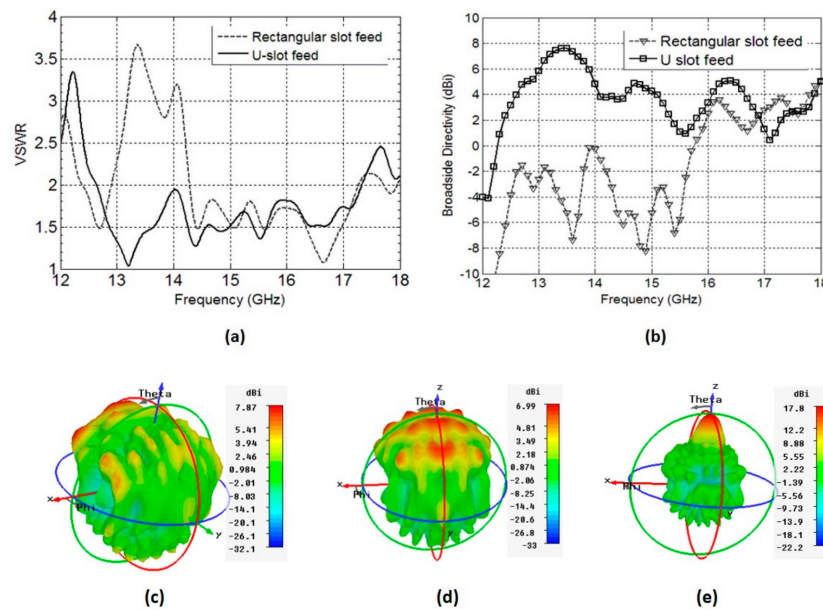 4
3.5
3
2.5
2
1.5
1
VSWR
Rectangular slot feed
U-slot feed
12 13 14 15 16 17 18
Frequency (GHz)
(a)
10
8
6
4
2
0
-2
-4
-6
-8
-10
Broadside Directivity (dBi)
Rectangular slot feed
U slot feed
12 13 14 15 16 17 18
Frequency (GHz)
(b)
Theta
x
Phi
y
dBi
7.87
5.41
3.94
2.46
0.984
-2.01
-8.03
-14.1
-20.1
-26.1
-32.1
(c)
z
Theta
x
Phi
dBi
6.99
4.8
3.49
2.18
0.874
-2.06
-8.25
-14.4
-20.6
-26.8
-33
(d)
z
Theta
x
Phi
y
dBi
17.8
12.2
8.88
5.55
2.22
-1.39
-5.56
-9.73
-13.9
-18.1
-22.2
(e)